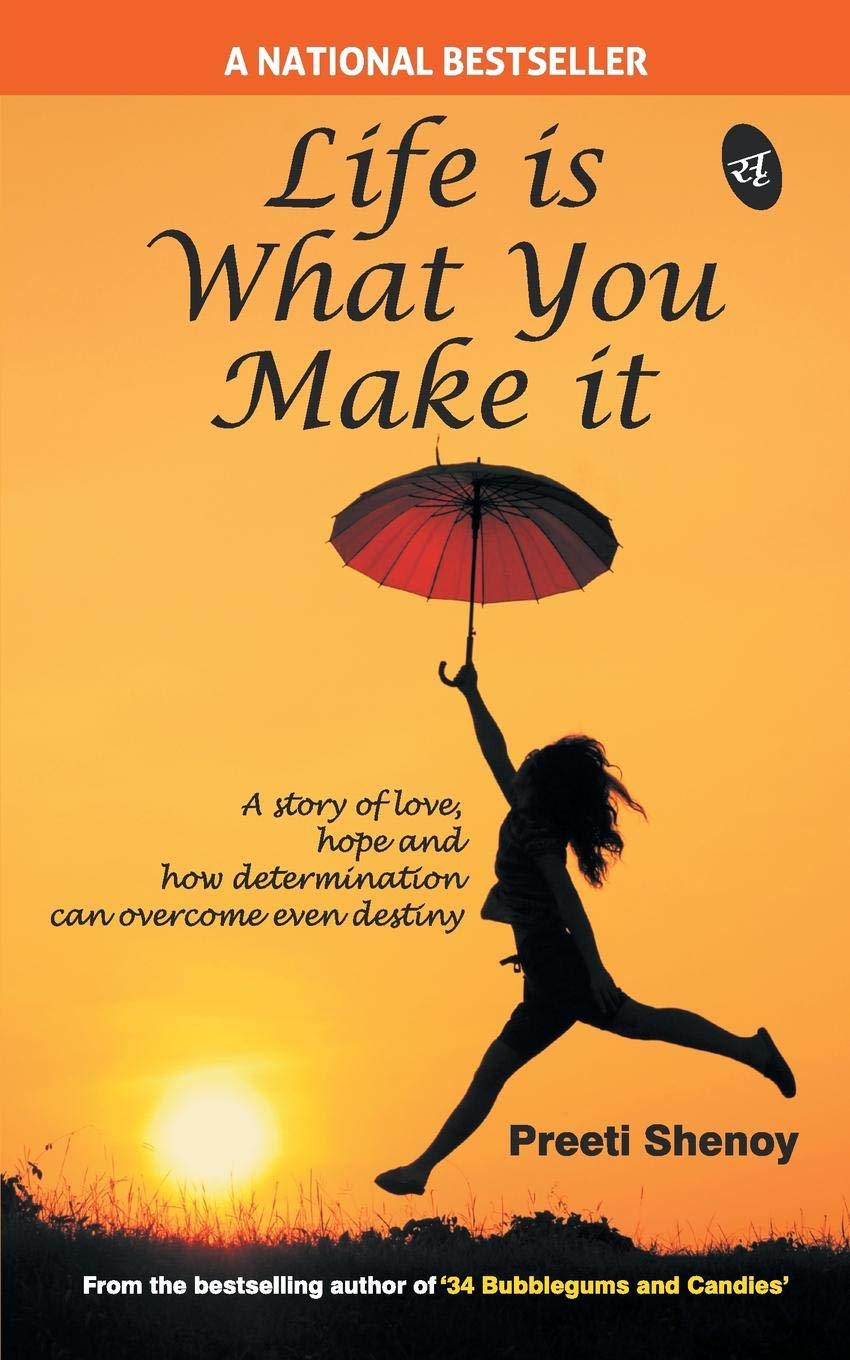 A NATIONAL BESTSELLER
Life is
सृ
What You
Make it
A story of love,
hope and
how determination
can overcome even destiny
Preeti Shenoy
From the bestselling author of '34 Bubblegums and Candies'